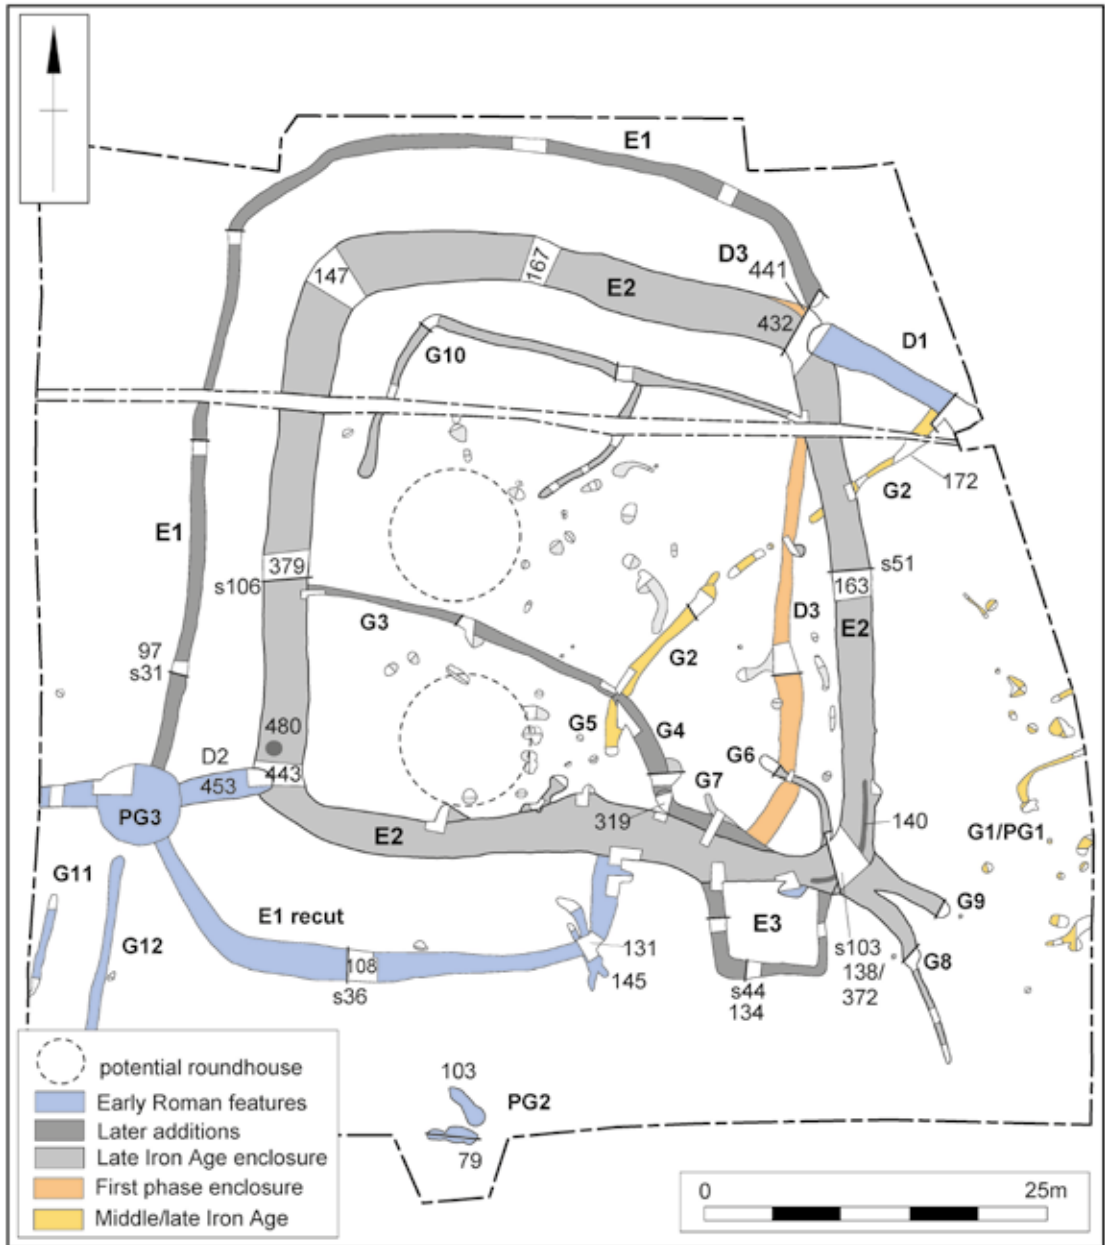 E1
D3
441
167
147
E2
432
D1
G10
G2
172
E1
379
s106
s51
163
G3
D3
E2
97
s31
G2
G5
G4
480
D2
453
443
G6
G7
PG3
E2
319
140
G1/PG1
G11
G12
E1 recut
E3
G9
131
s103
138/
372
G8
108
s36
145
s44
134
potential roundhouse
Early Roman features
Later additions
Late Iron Age enclosure
First phase enclosure
Middle/late Iron Age
103
PG2
79
0 25m